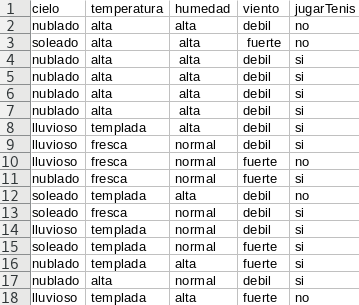 1 cielo temperatura humedad viento jugarTenis
2 nublado alta alta debil no
3 soleado alta alta fuerte no
4 nublado alta alta debil si
5 nublado alta alta debil si
6 nublado alta alta debil si
7 nublado alta alta debil si
8 lluvioso templada alta debil si
9 lluvioso fresca normal debil si
10 lluvioso fresca normal fuerte no
11 nublado fresca normal fuerte si
12 soleado templada alta debil no
13 soleado fresca normal debil si
14 lluvioso templada normal debil si
15 soleado templada normal fuerte si
16 nublado templada alta fuerte si
17 nublado alta normal debil si
18 lluvioso templada alta fuerte no